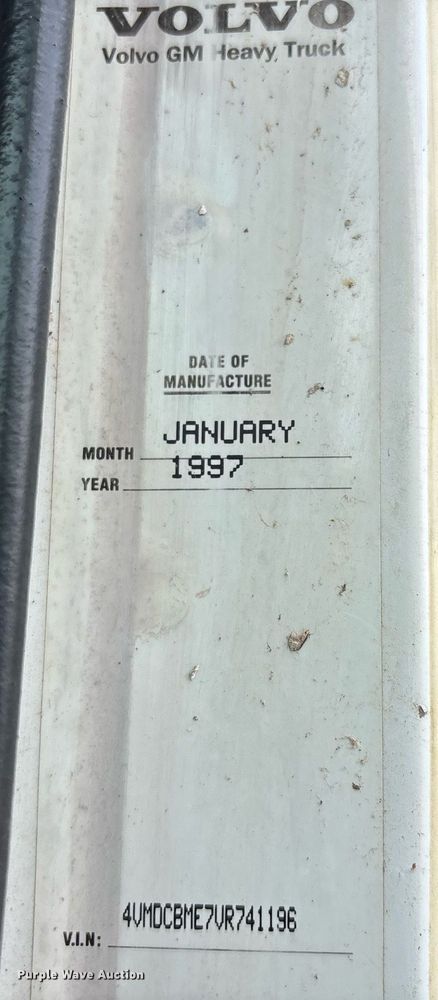 VOLVO
Volvo GM Heavy Truck
DATE OF
MANUFACTURE
MONTH JANUARY
YEAR 1997
V.I.N: 4VMDCBME7VR741196
Purple Wave Auction